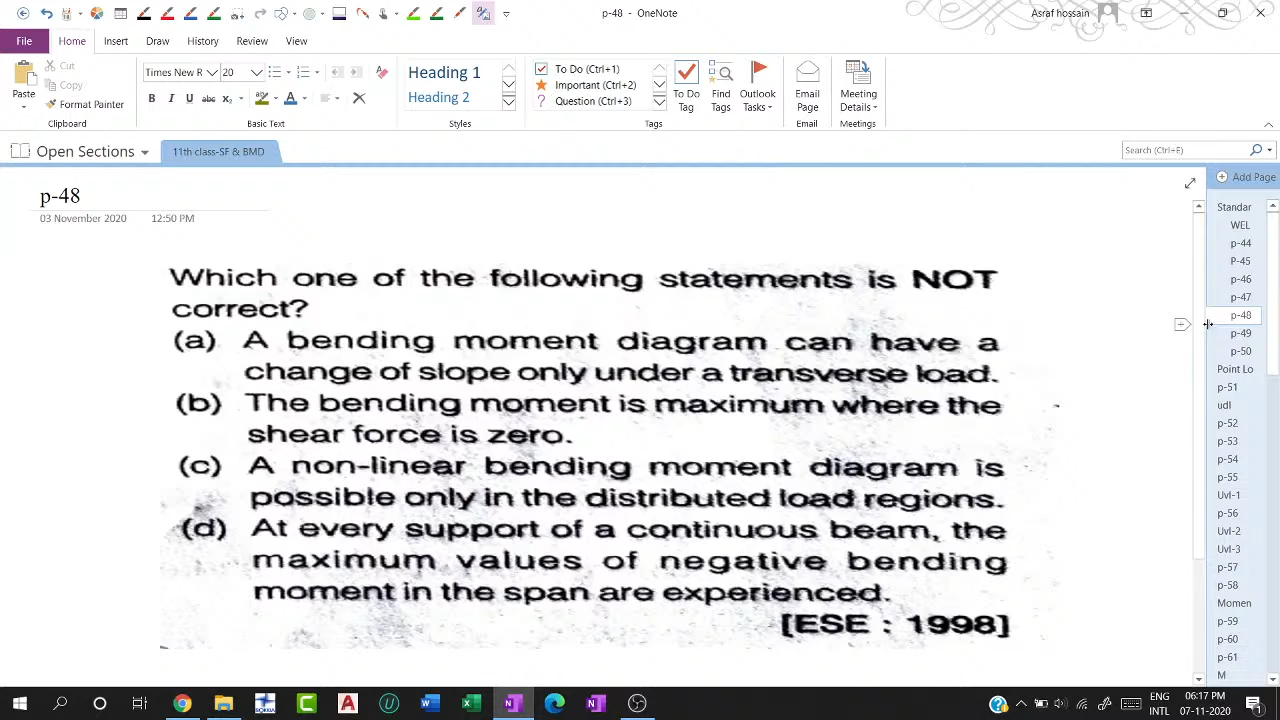 p-48 - OneNote
Asraf hossain
File Home Insert Draw History Review View
Paste
Cut
Copy
Format Painter
Clipboard
Times New R 20
B I U abc x₂ A
Basic Text
Heading 1
Heading 2
Styles
To Do (Ctrl+1)
Important (Ctrl+2)
Question (Ctrl+3)
Tags
To Do Tag
Find Tags
Outlook Tasks
Email Page
Email
Meeting Details
Meetings
Open Sections
11th class-SF & BMD
Search (Ctrl+E)
p-48
03 November 2020 12:50 PM
Which one of the following statements is NOT
correct?
(a) A bending moment diagram can have a
change of slope only under a transverse load.
(b) The bending moment is maximum where the
shear force is zero.
(c) A non-linear bending moment diagram is
possible only in the distributed load regions.
(d) At every support of a continuous beam, the
maximum values of negative bending
moment in the span are experienced.
[ESE : 1998]
Add Page
Standar
WEL
p-44
P-45
p-46
p-47
p-48
p-49
p-50
Point Lo
p-51
udl
p-52
p-53
p-54
p-55
Uvl-1
p-56
Uvl-2
Uvl-3
p-57
p-58
Momen
p-59
p-60
p-61
M
ENG
INTL
06:17 PM
07-11-2020